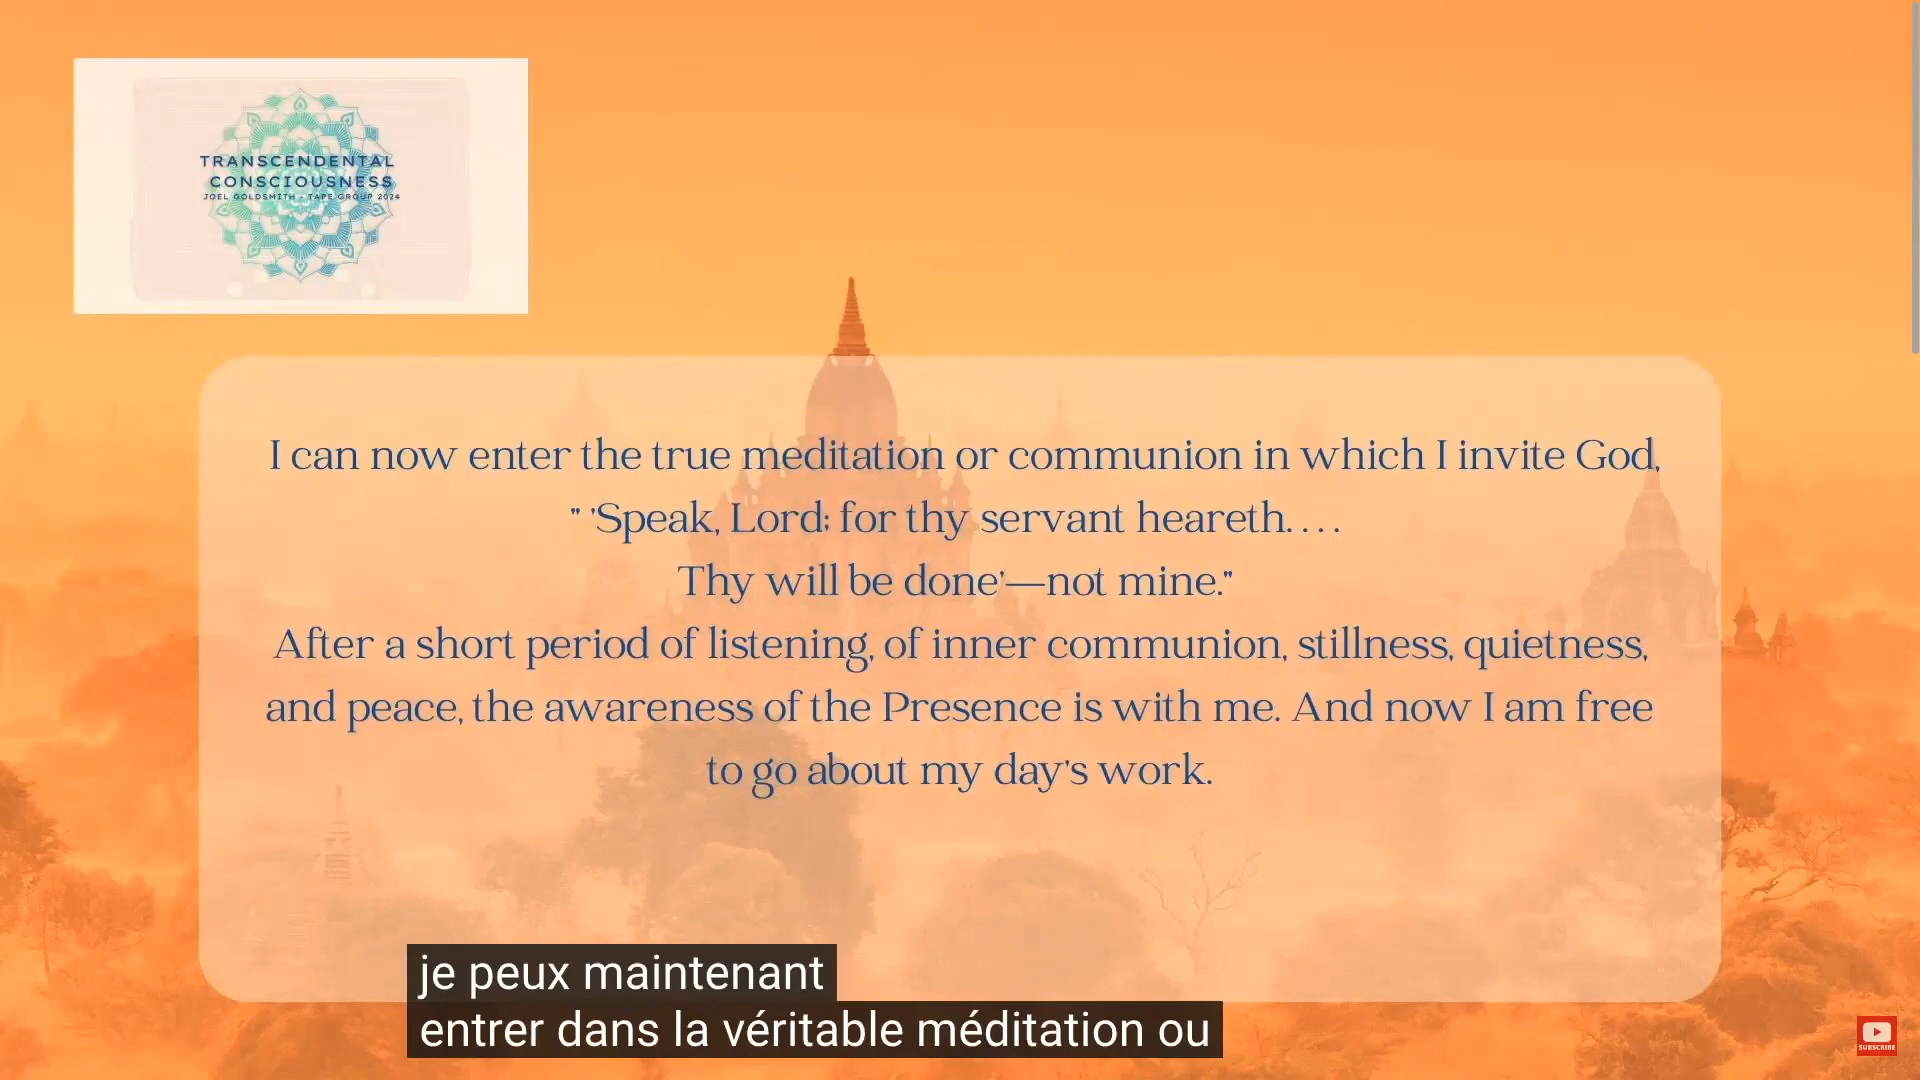 TRANSCENDENTAL
CONSCIOUSNESS
JOEL GOLDSMITH - TAPE GROUP 2024
I can now enter the true meditation or communion in which I invite God,
" 'Speak, Lord; for thy servant heareth. . . .
Thy will be done'—not mine."
After a short period of listening, of inner communion, stillness, quietness,
and peace, the awareness of the Presence is with me. And now I am free
to go about my day's work.
je peux maintenant
entrer dans la véritable méditation ou
SUBSCRIBE